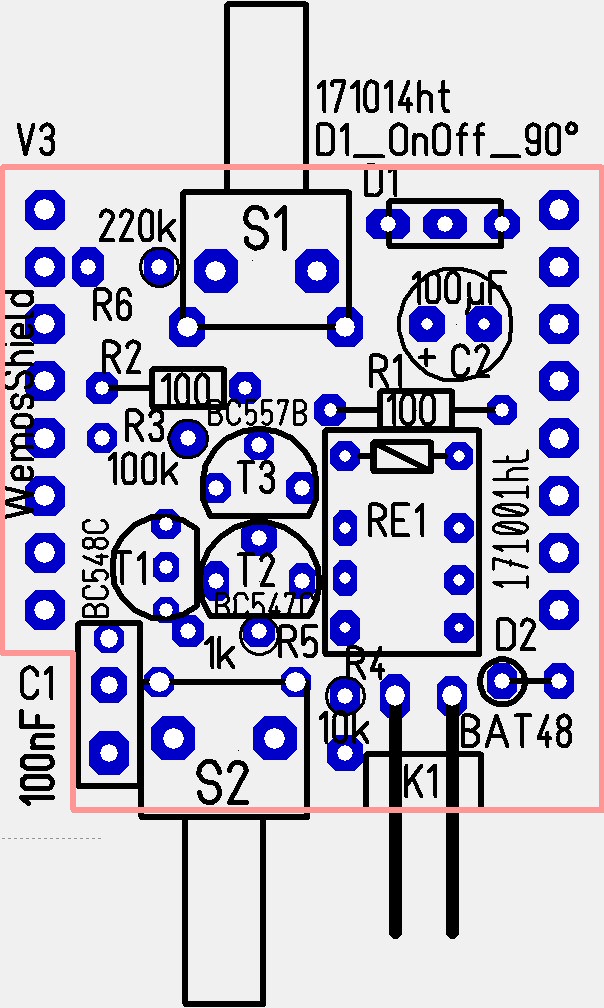 171014ht
V3
D1_OnOff_90°
D1
220k
S1
100µF
R6
+ C2
WemosShield
R2
R1
100
100
BC557B
R3
100k
T3
RE1
171001ht
BC548C
T1
T2
BC547C
1k
R5
D2
R4
C1
100nF
10k
BAT48
S2
K1